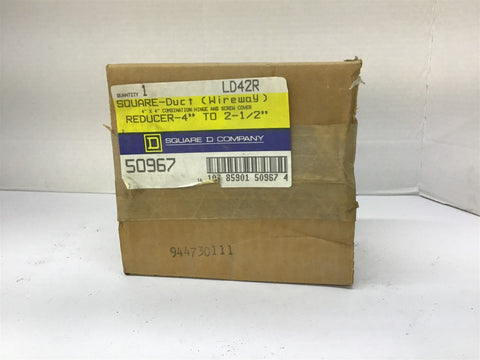 QUANTITY 1 LD42R
SQUARE-Duct (Wireway)
4" X 4" COMBINATION HINGE AND SCREW COVER
REDUCER-4" TO 2-1/2"
D SQUARE D COMPANY
50967
85901 50967 4
944730111